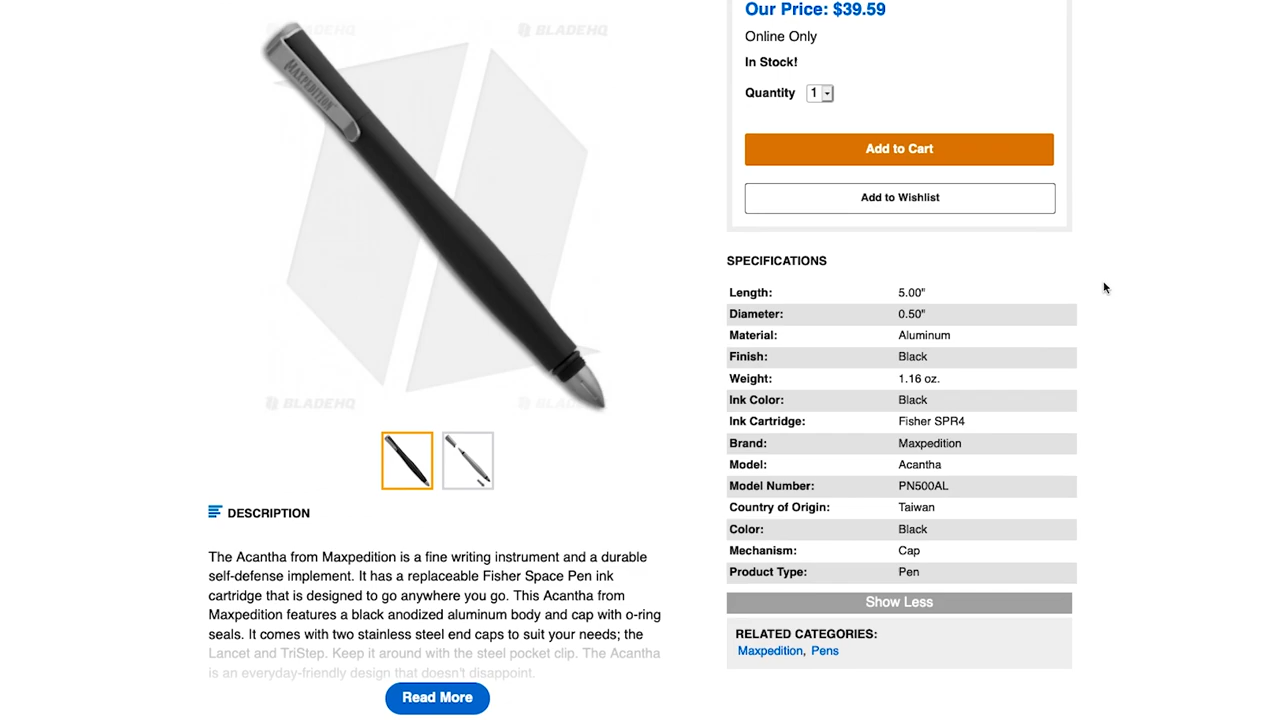 BLADEHQ
BLADEHQ
MAXPEDITION
BLADEHQ
BLADEHQ
DESCRIPTION
The Acantha from Maxpedition is a fine writing instrument and a durable
self-defense implement. It has a replaceable Fisher Space Pen ink
cartridge that is designed to go anywhere you go. This Acantha from
Maxpedition features a black anodized aluminum body and cap with o-ring
seals. It comes with two stainless steel end caps to suit your needs; the
Lancet and TriStep. Keep it around with the steel pocket clip. The Acantha
is an everyday-friendly design that doesn't disappoint.
Read More
Our Price: $39.59
Online Only
In Stock!
Quantity 1
Add to Cart
Add to Wishlist
SPECIFICATIONS
Length: 5.00"
Diameter: 0.50"
Material: Aluminum
Finish: Black
Weight: 1.16 oz.
Ink Color: Black
Ink Cartridge: Fisher SPR4
Brand: Maxpedition
Model: Acantha
Model Number: PN500AL
Country of Origin: Taiwan
Color: Black
Mechanism: Cap
Product Type: Pen
Show Less
RELATED CATEGORIES:
Maxpedition, Pens